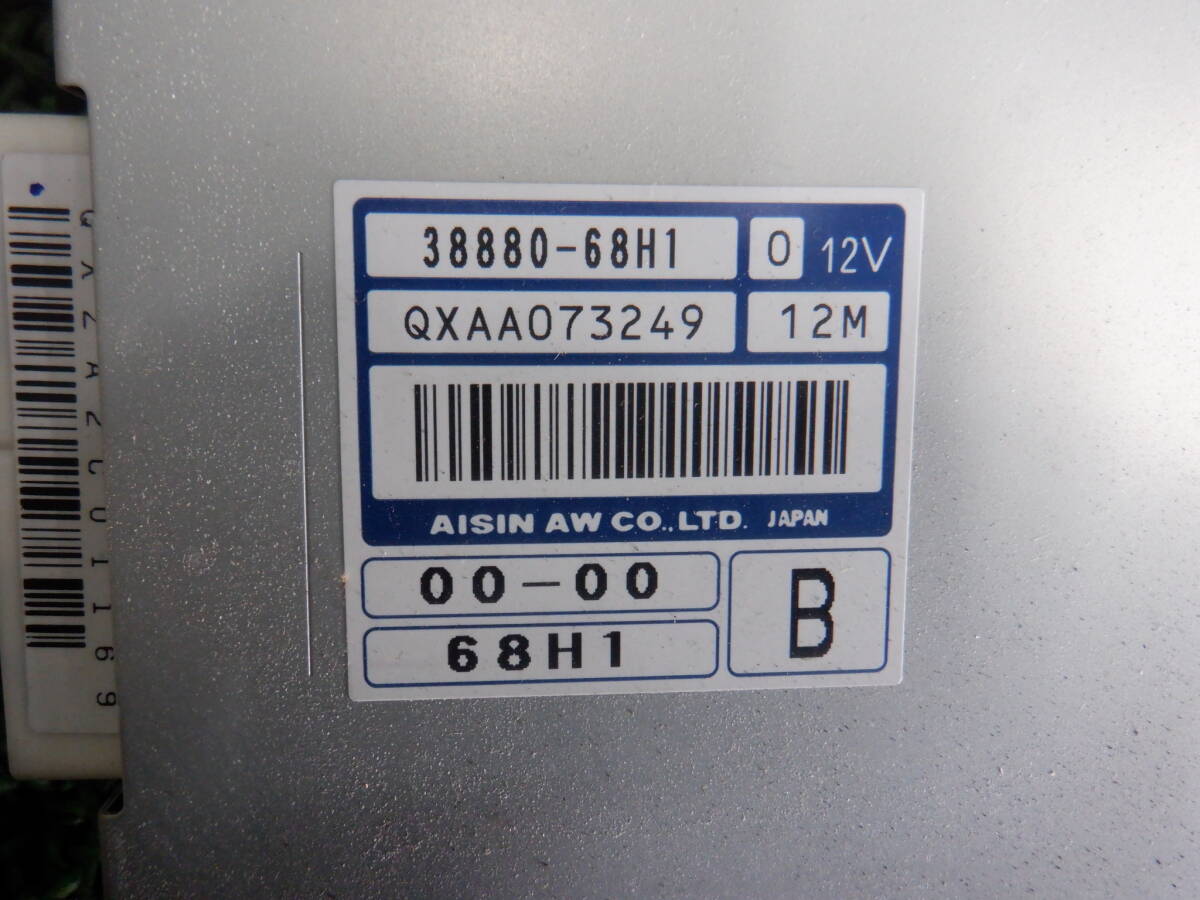 38880-68H1 0 12V
QXAA073249 12M
AISIN AW CO.,LTD. JAPAN
00-00
68H1
B